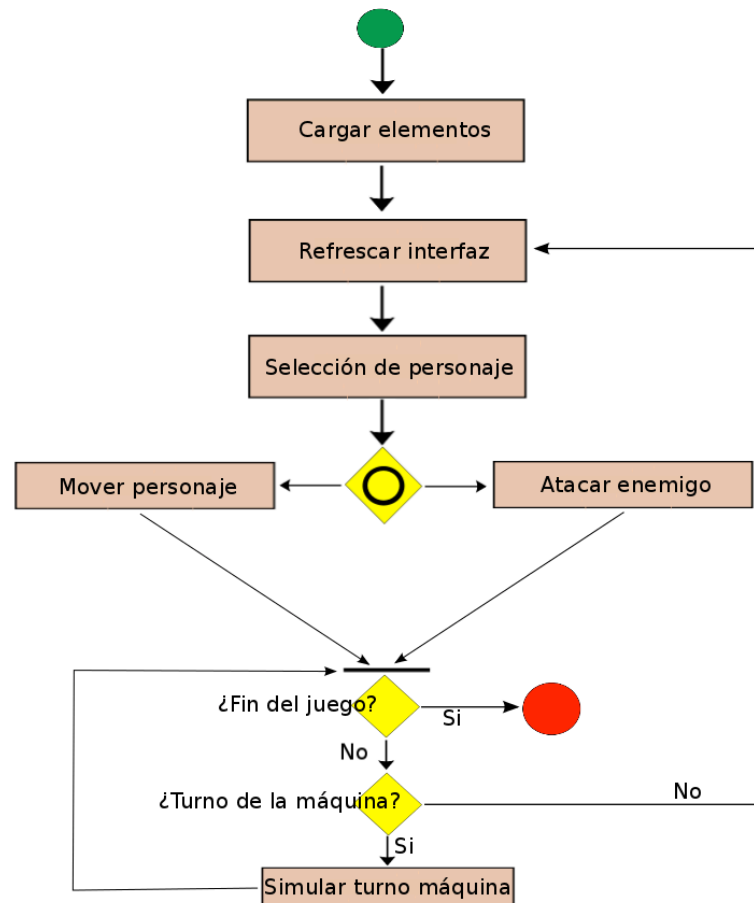 Cargar elementos
Refrescar interfaz
Selección de personaje
Mover personaje
Atacar enemigo
¿Fin del juego?
Si
No
¿Turno de la máquina?
No
Si
Simular turno máquina